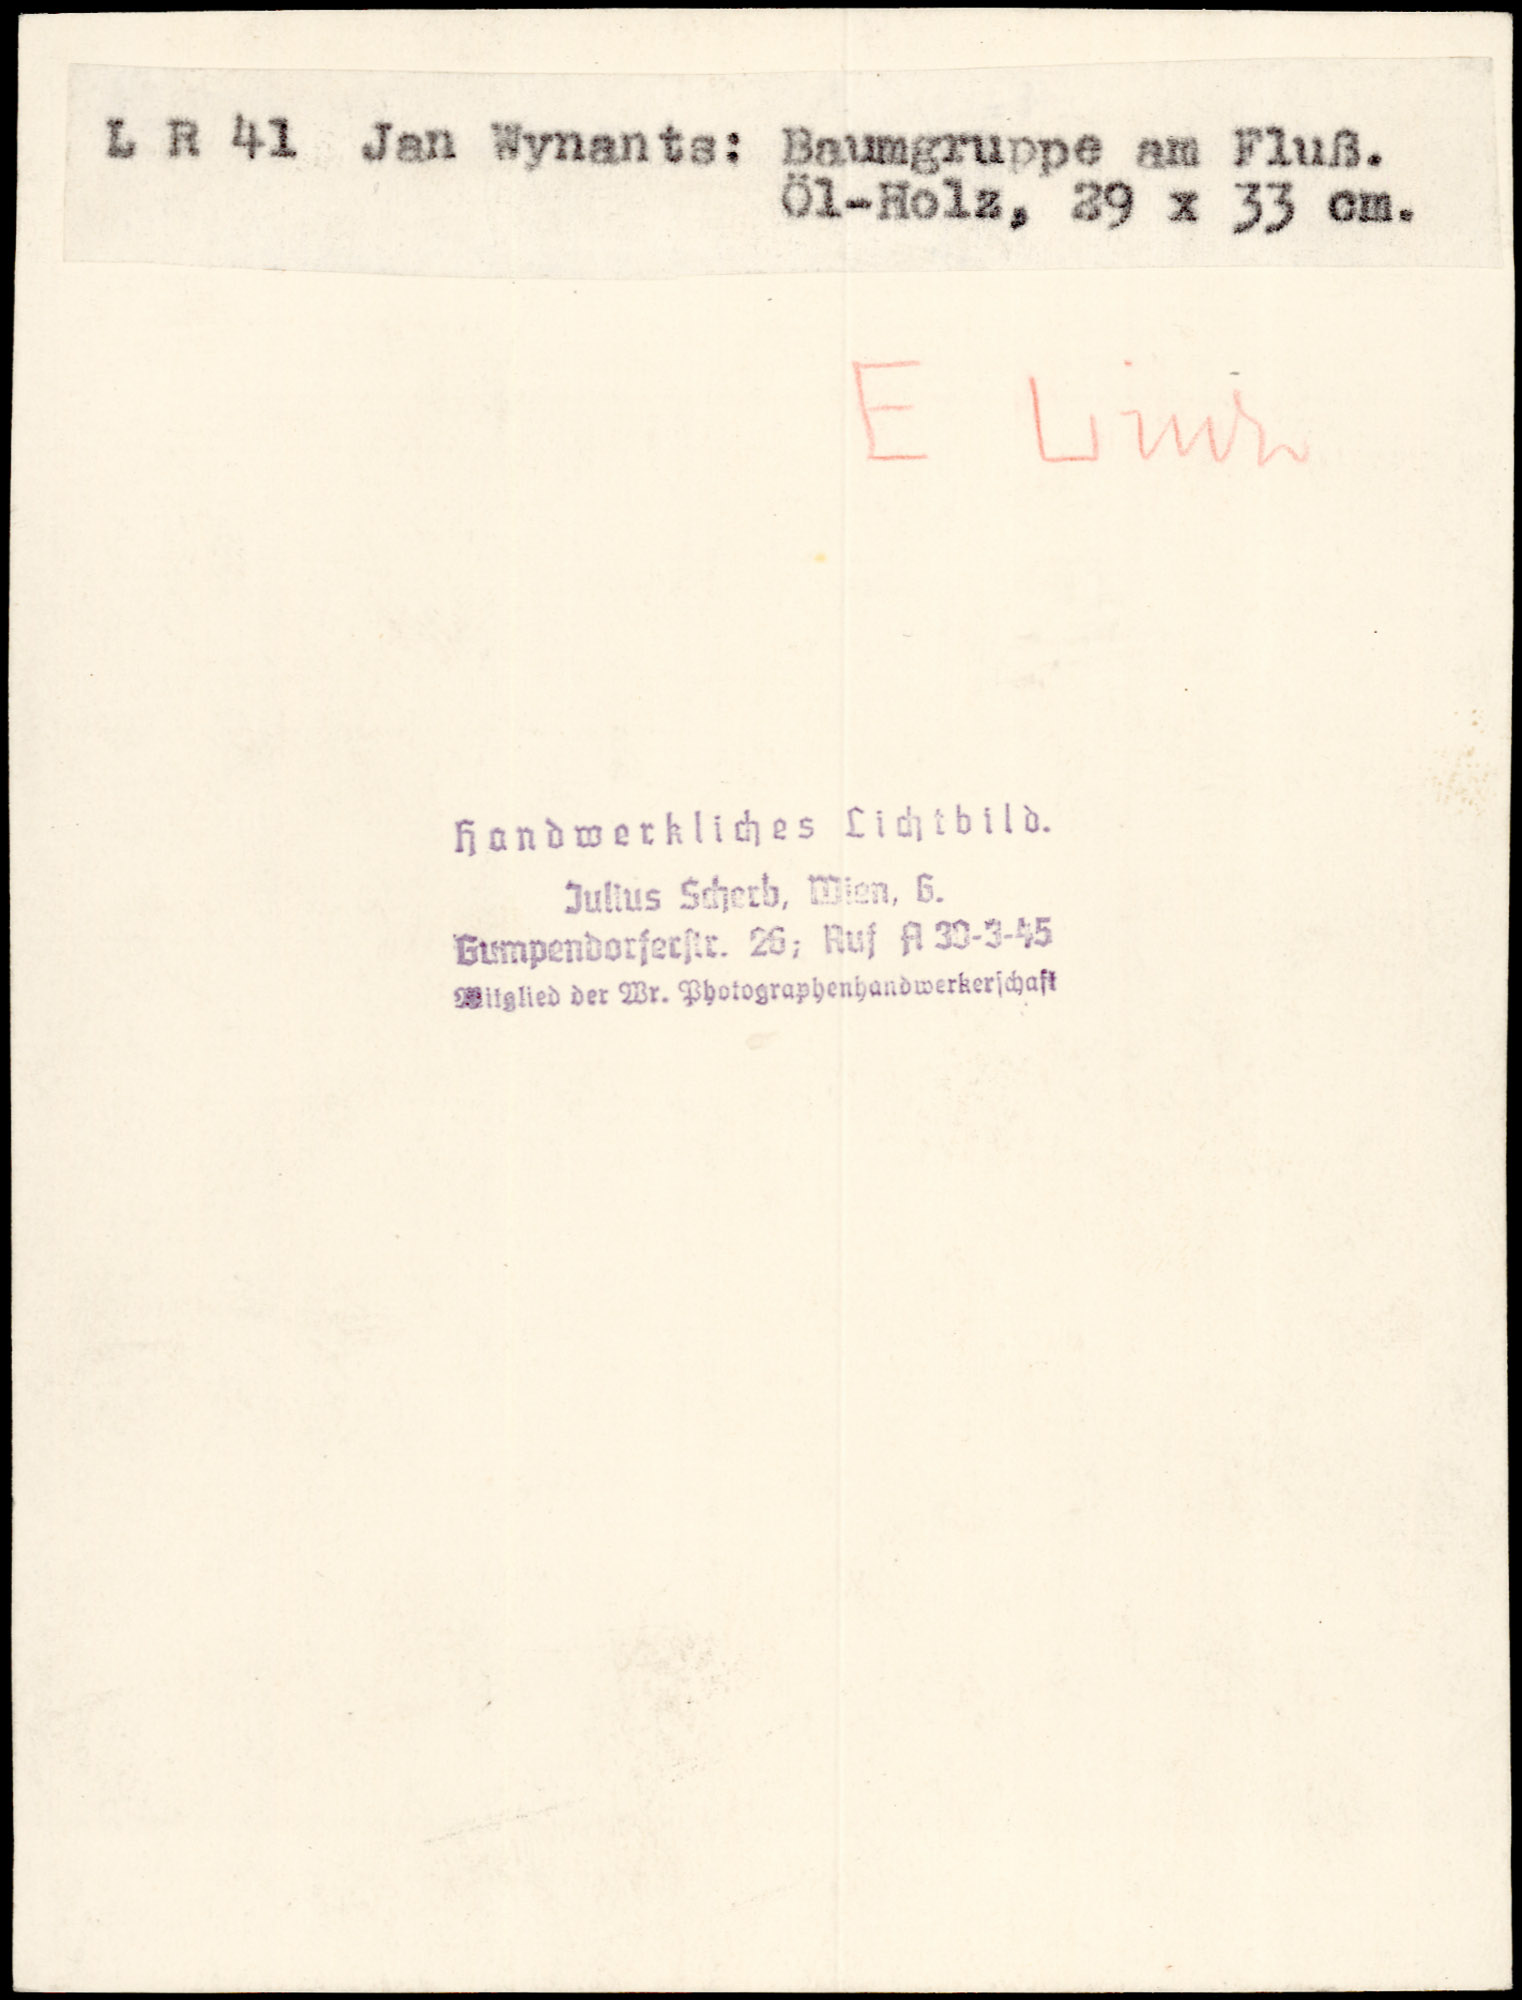 L R 41 Jan Wynants: Baumgruppe am Fluß.
Öl-Holz, 29 x 33 cm.
E Linz
Handwerkliches Lichtbild.
Julius Scherb, Wien, 6.
Gumpendorferstr. 26; Ruf A 30-3-45
Mitglied der Wr. Photographenhandwerkerschaft